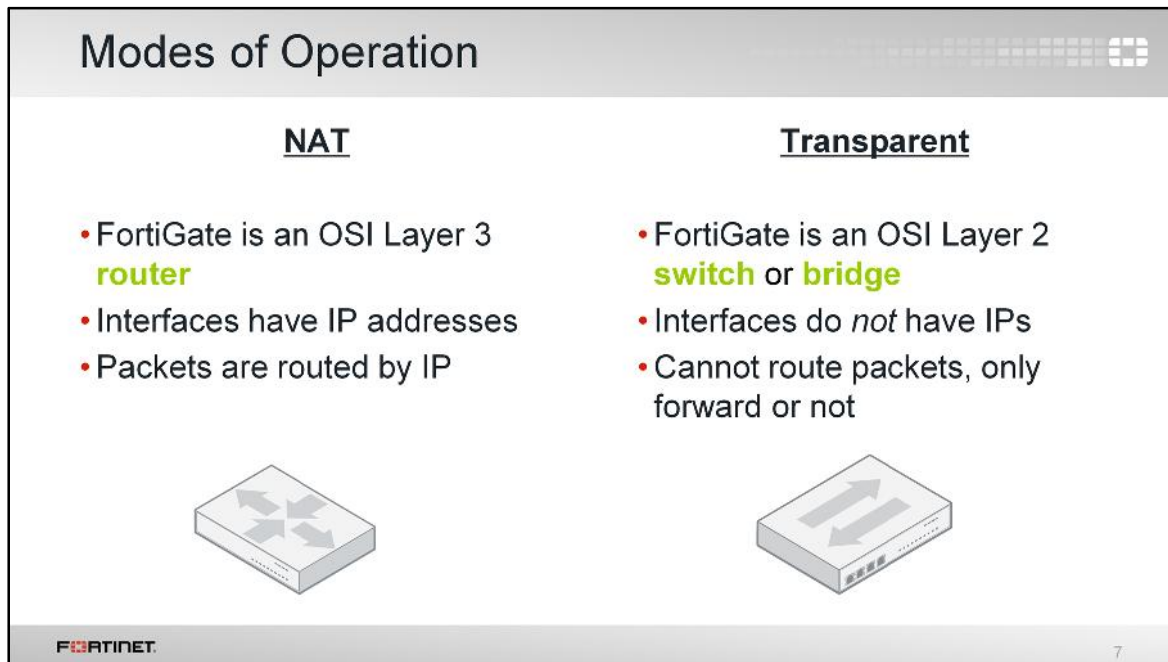 Modes of Operation
NAT
• FortiGate is an OSI Layer 3
router
• Interfaces have IP addresses
• Packets are routed by IP
Transparent
• FortiGate is an OSI Layer 2
switch or bridge
• Interfaces do not have IPs
• Cannot route packets, only
forward or not
FORTINET
7